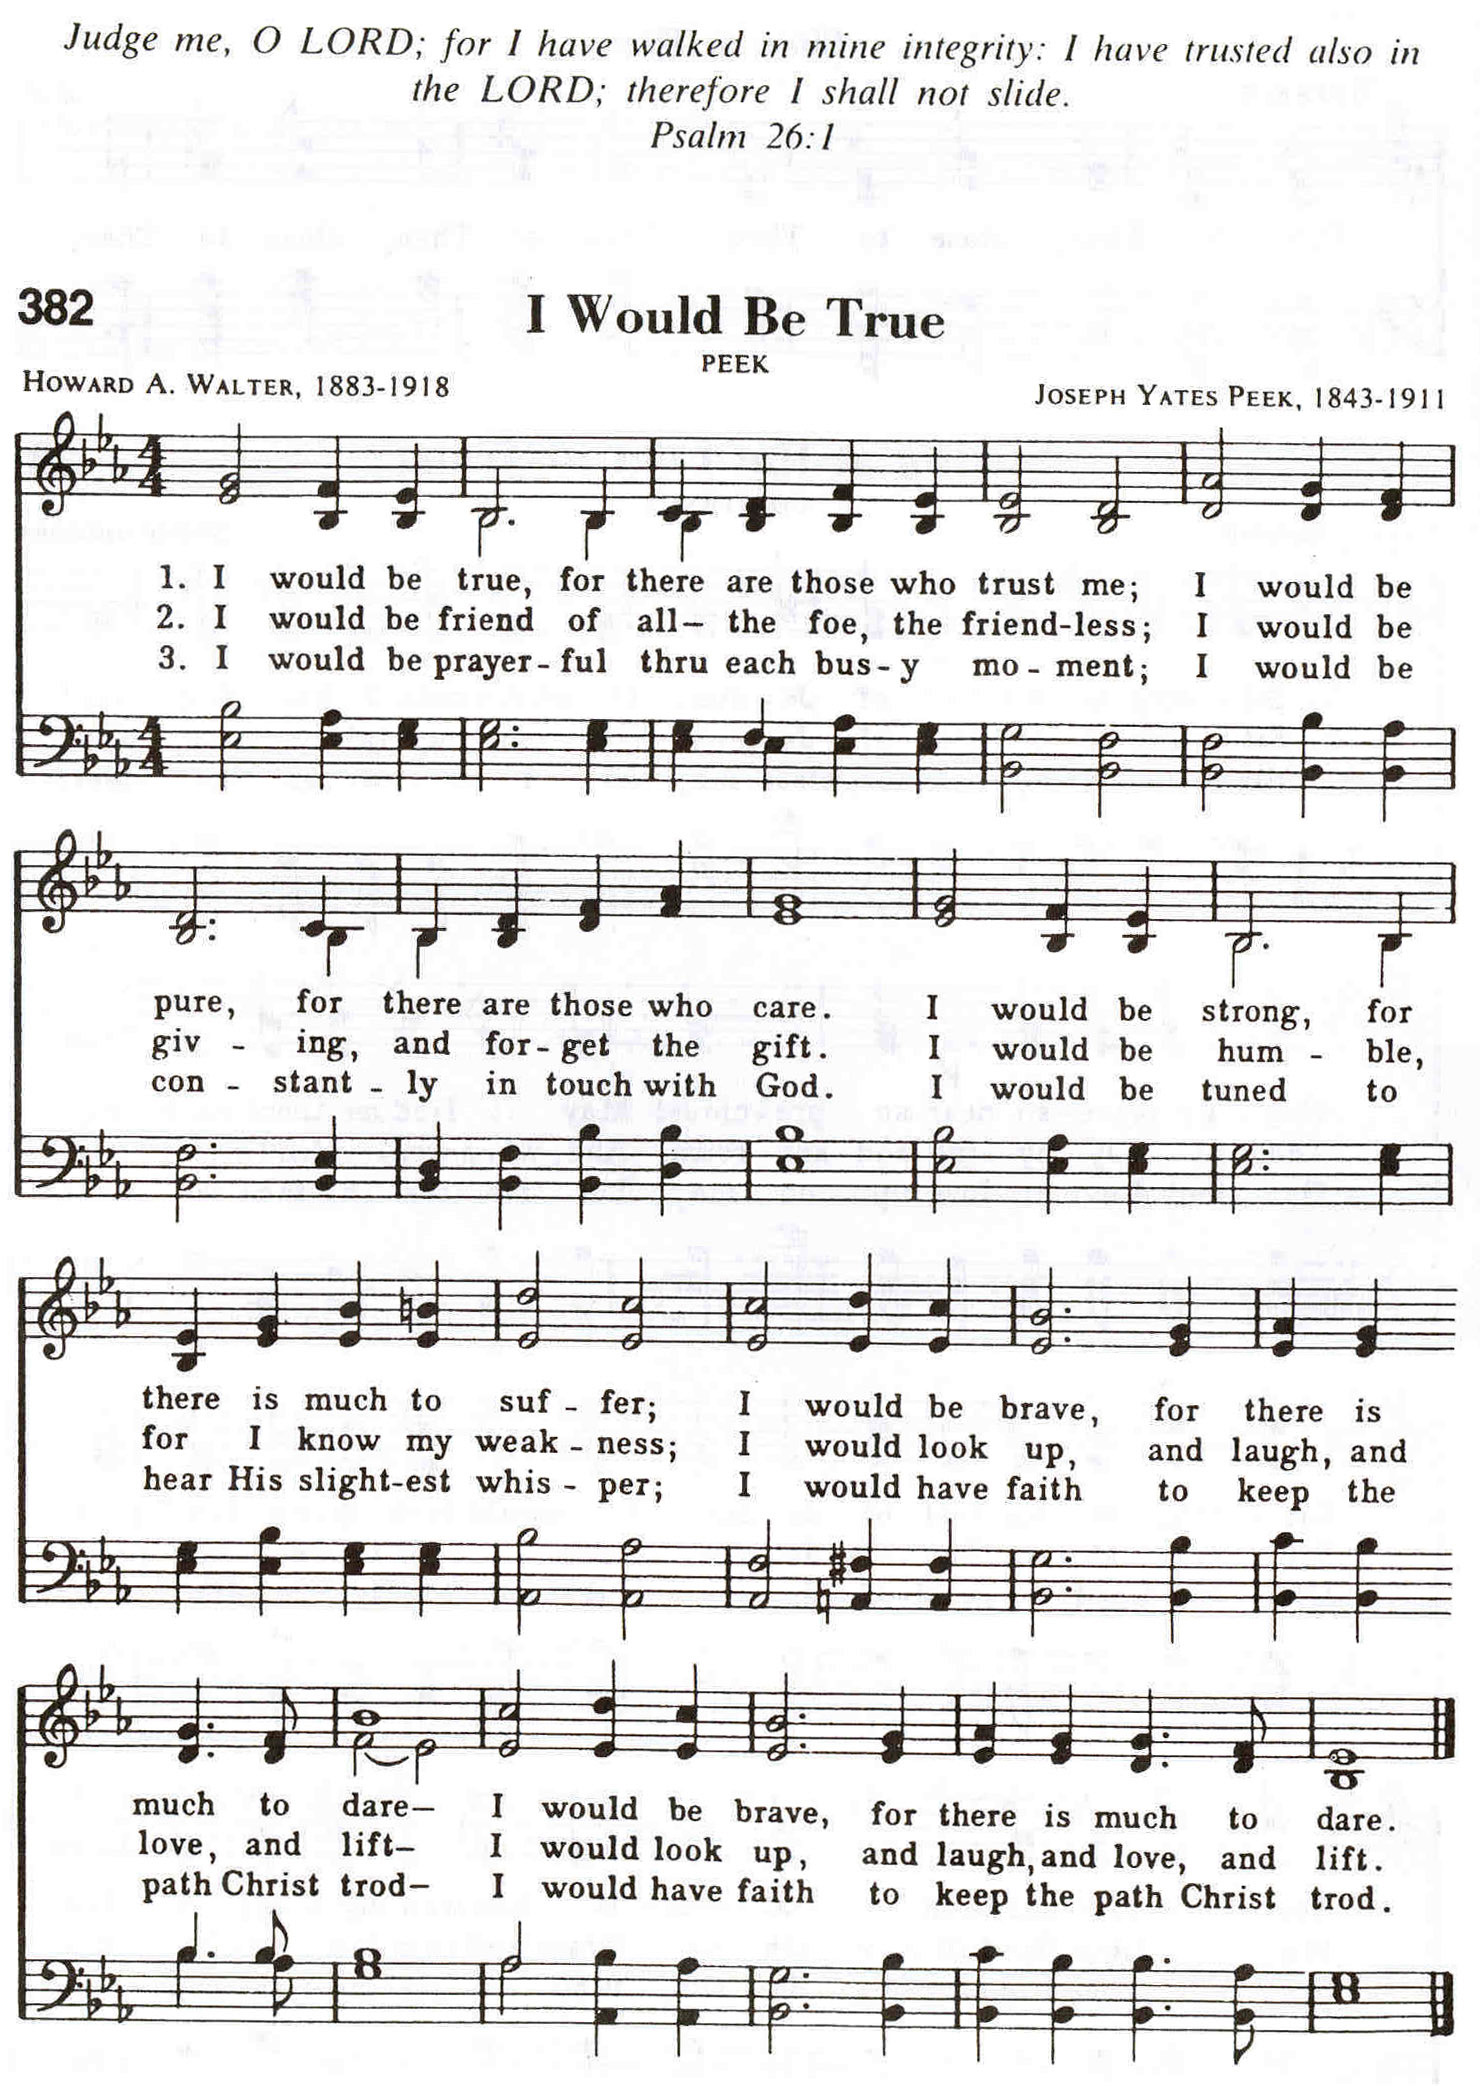 Judge me, O LORD; for I have walked in mine integrity: I have trusted also in
the LORD; therefore I shall not slide.
Psalm 26:1
382
I Would Be True
PEEK
HOWARD A. WALTER, 1883-1918
JOSEPH YATES PEEK, 1843-1911
1. I would be true, for there are those who trust me; I would be
2. I would be friend of all— the foe, the friend-less; I would be
3. I would be prayer-ful thru each bus-y mo-ment; I would be
pure, for there are those who care. I would be strong, for
giv - ing, and for-get the gift. I would be hum - ble,
con - stant - ly in touch with God. I would be tuned to
there is much to suf - fer; I would be brave, for there is
for I know my weak - ness; I would look up, and laugh, and
hear His slight-est whis - per; I would have faith to keep the
much to dare— I would be brave, for there is much to dare.
love, and lift— I would look up, and laugh, and love, and lift.
path Christ trod— I would have faith to keep the path Christ trod.